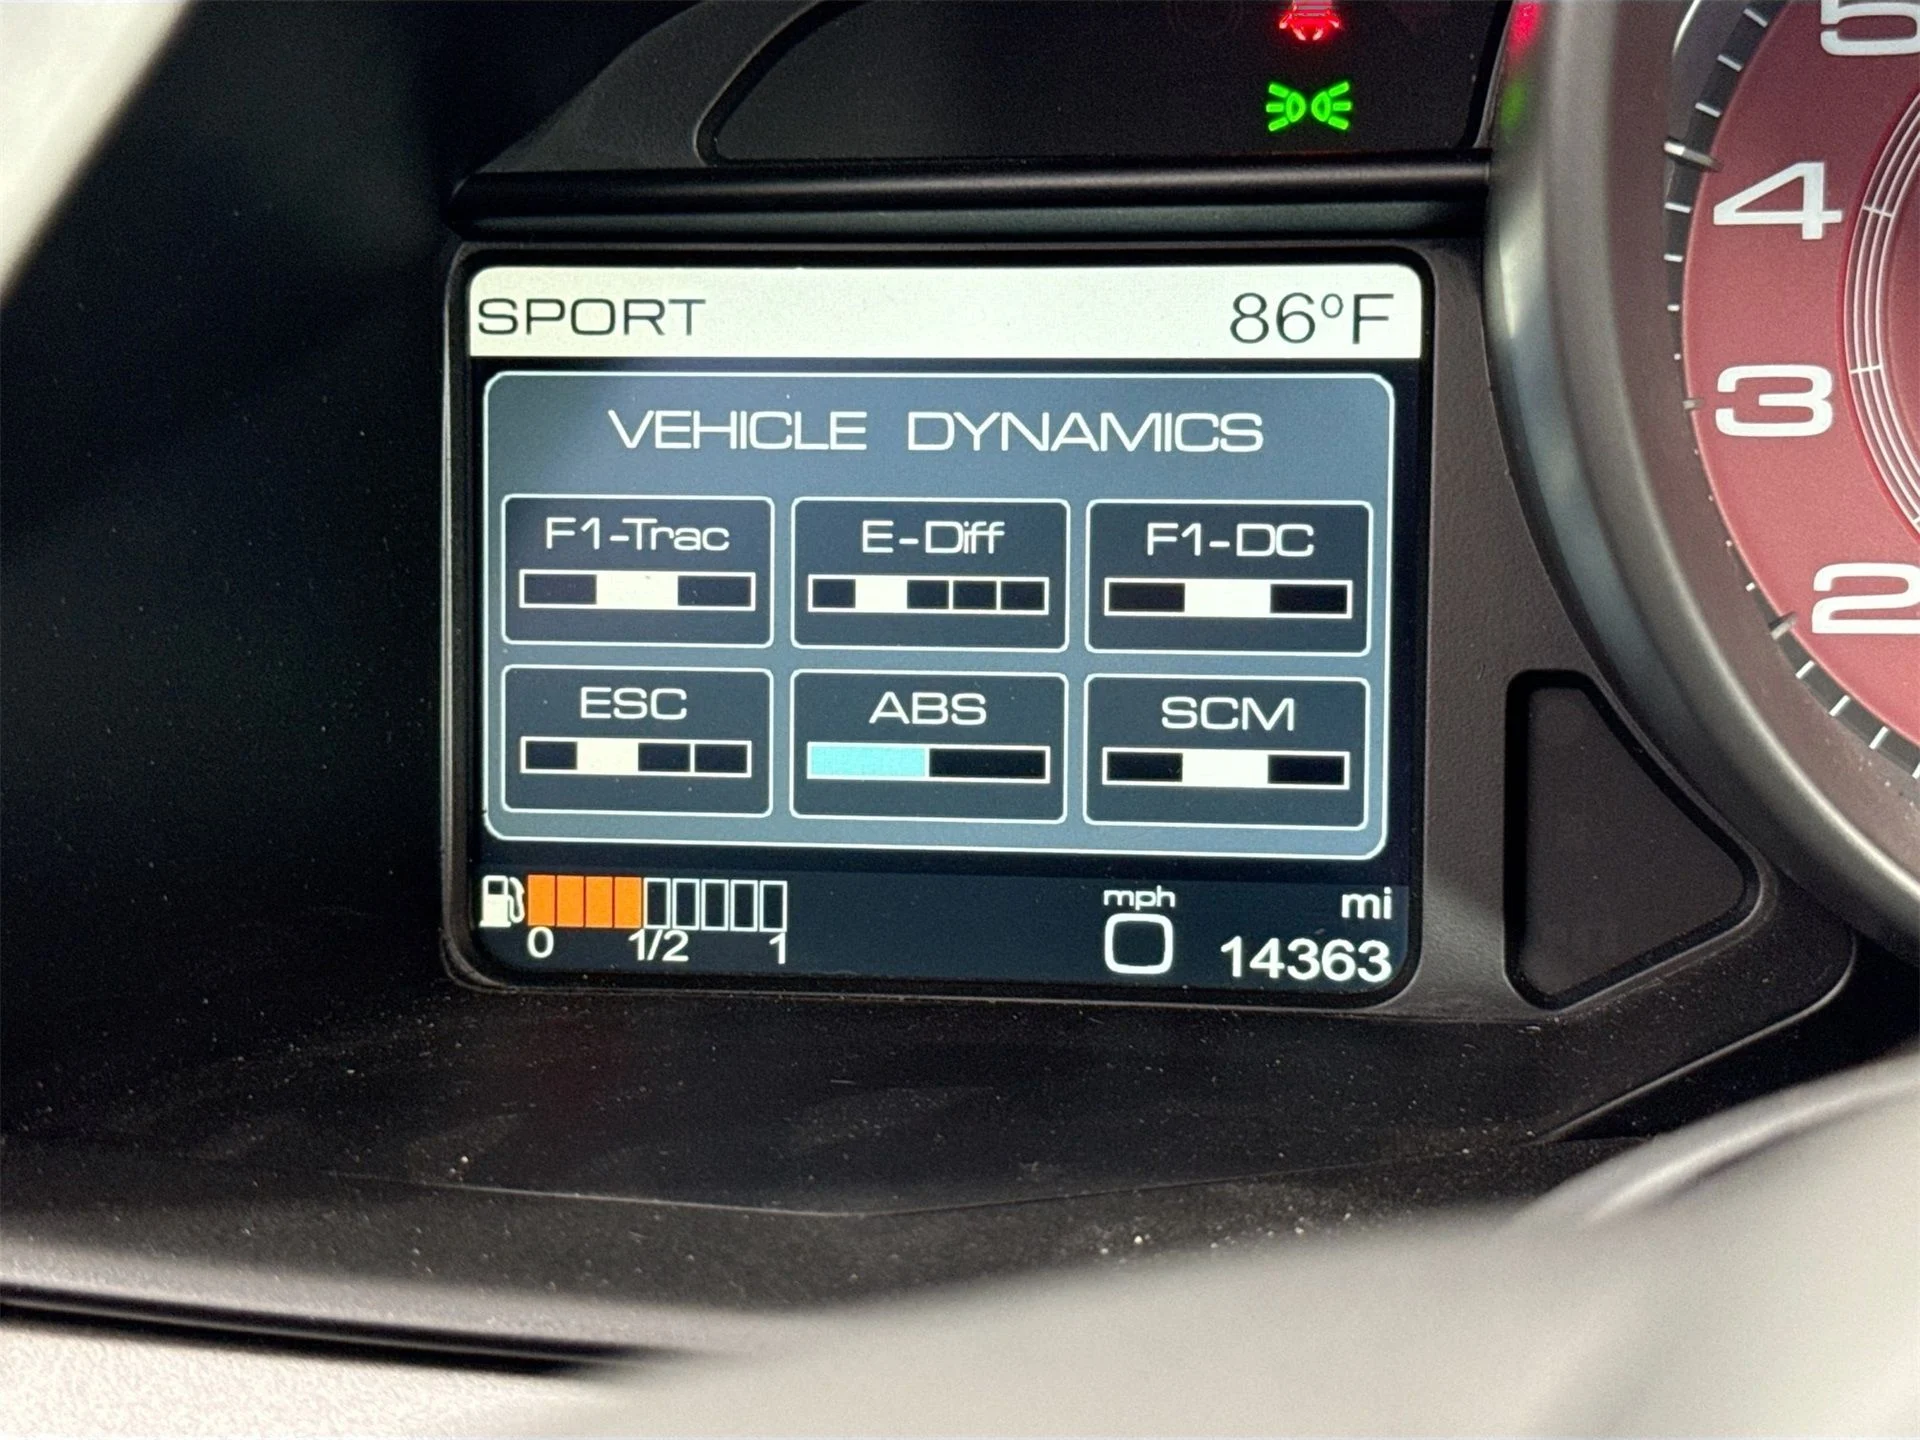 SPORT 86°F
VEHICLE DYNAMICS
F1-Trac E-Diff F1-DC
ESC ABS SCM
0 1/2 1
mph
0
mi
14363
5
4
3
2